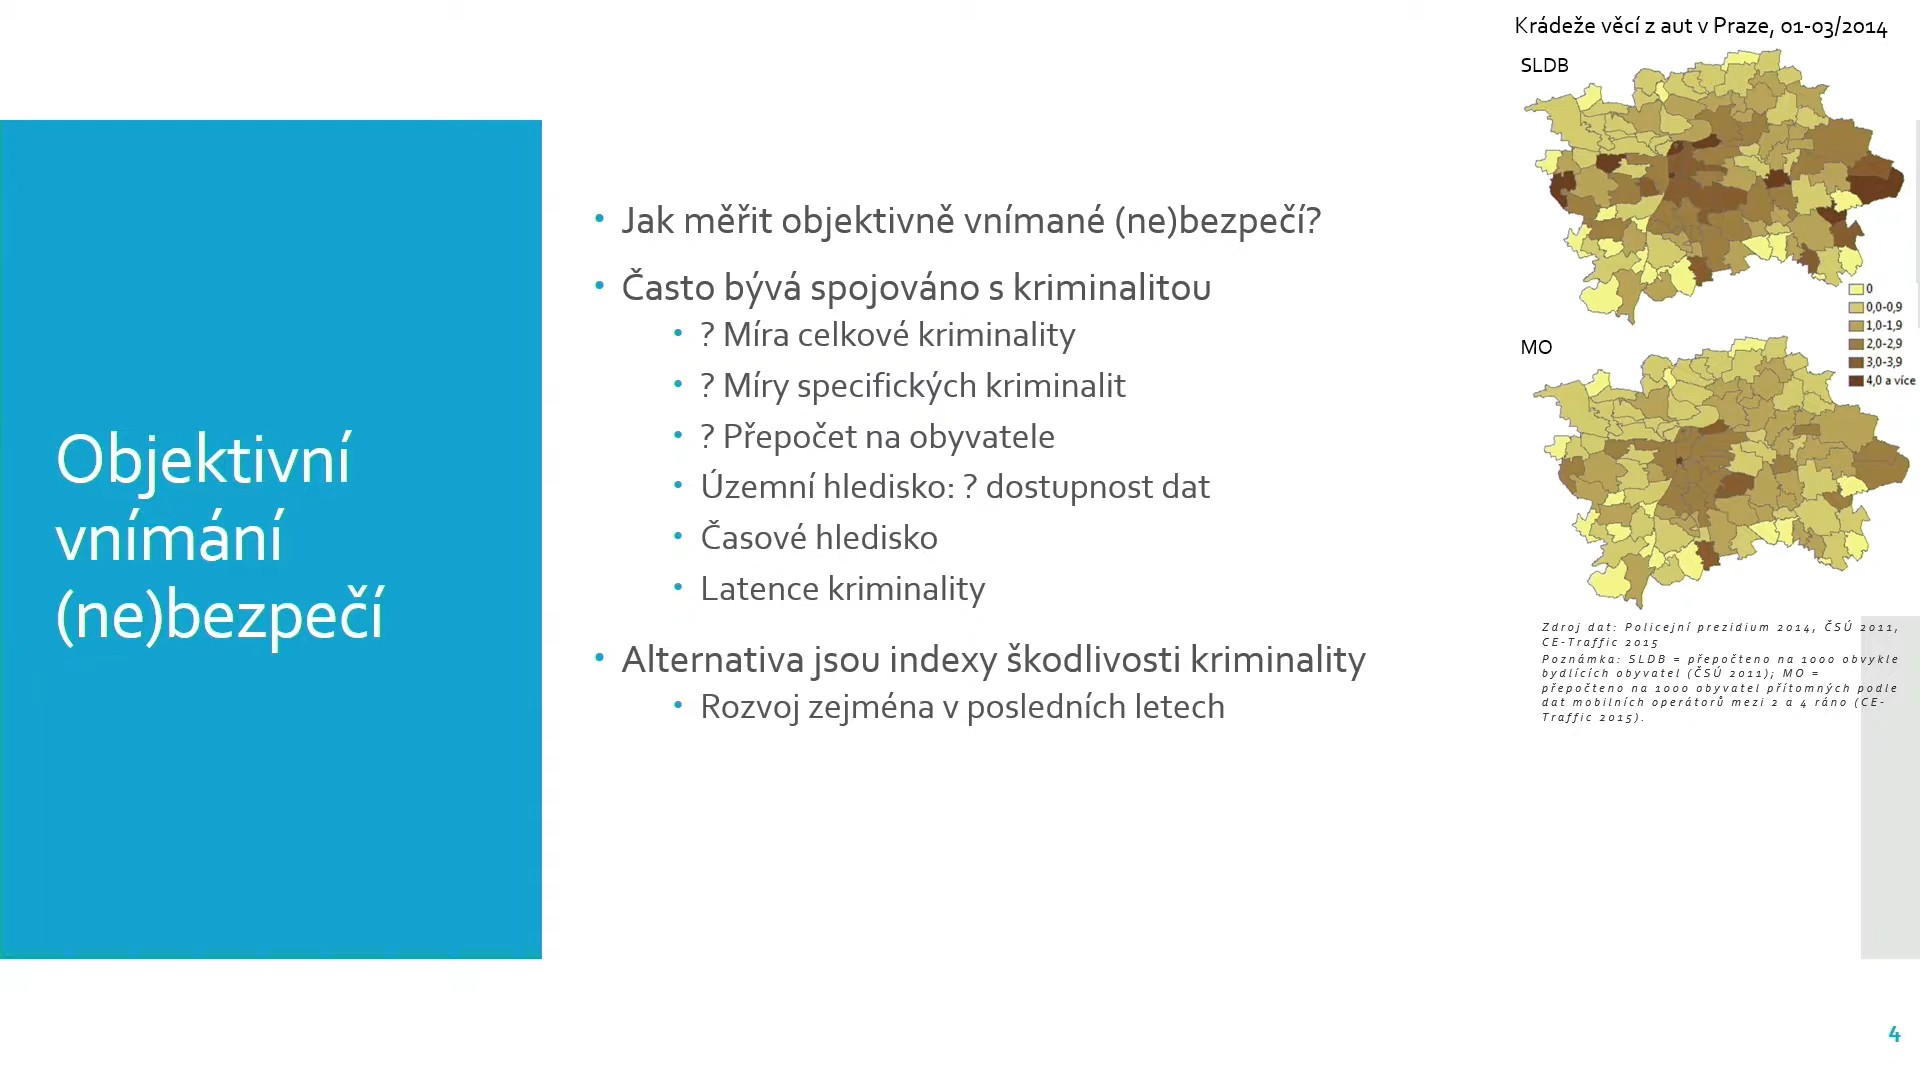 Objektivní
vnímání
(ne)bezpečí
• Jak měřit objektivně vnímané (ne)bezpečí?
• Často bývá spojováno s kriminalitou
• ? Míra celkové kriminality
• ? Míry specifických kriminalit
• ? Přepočet na obyvatele
• Územní hledisko: ? dostupnost dat
• Časové hledisko
• Latence kriminality
• Alternativa jsou indexy škodlivosti kriminality
• Rozvoj zejména v posledních letech
Krádeže věcí z aut v Praze, 01-03/2014
SLDB
0
0,0-0,9
1,0-1,9
2,0-2,9
3,0-3,9
4,0 a více
MO
Zdroj dat: Policejní prezidium 2014, ČSÚ 2011,
CE-Traffic 2015
Poznámka: SLDB = přepočteno na 1000 obvykle
bydlících obyvatel (ČSÚ 2011); MO =
přepočteno na 1000 obyvatel přítomných podle
dat mobilních operátorů mezi 2 a 4 ráno (CE-
Traffic 2015).
4